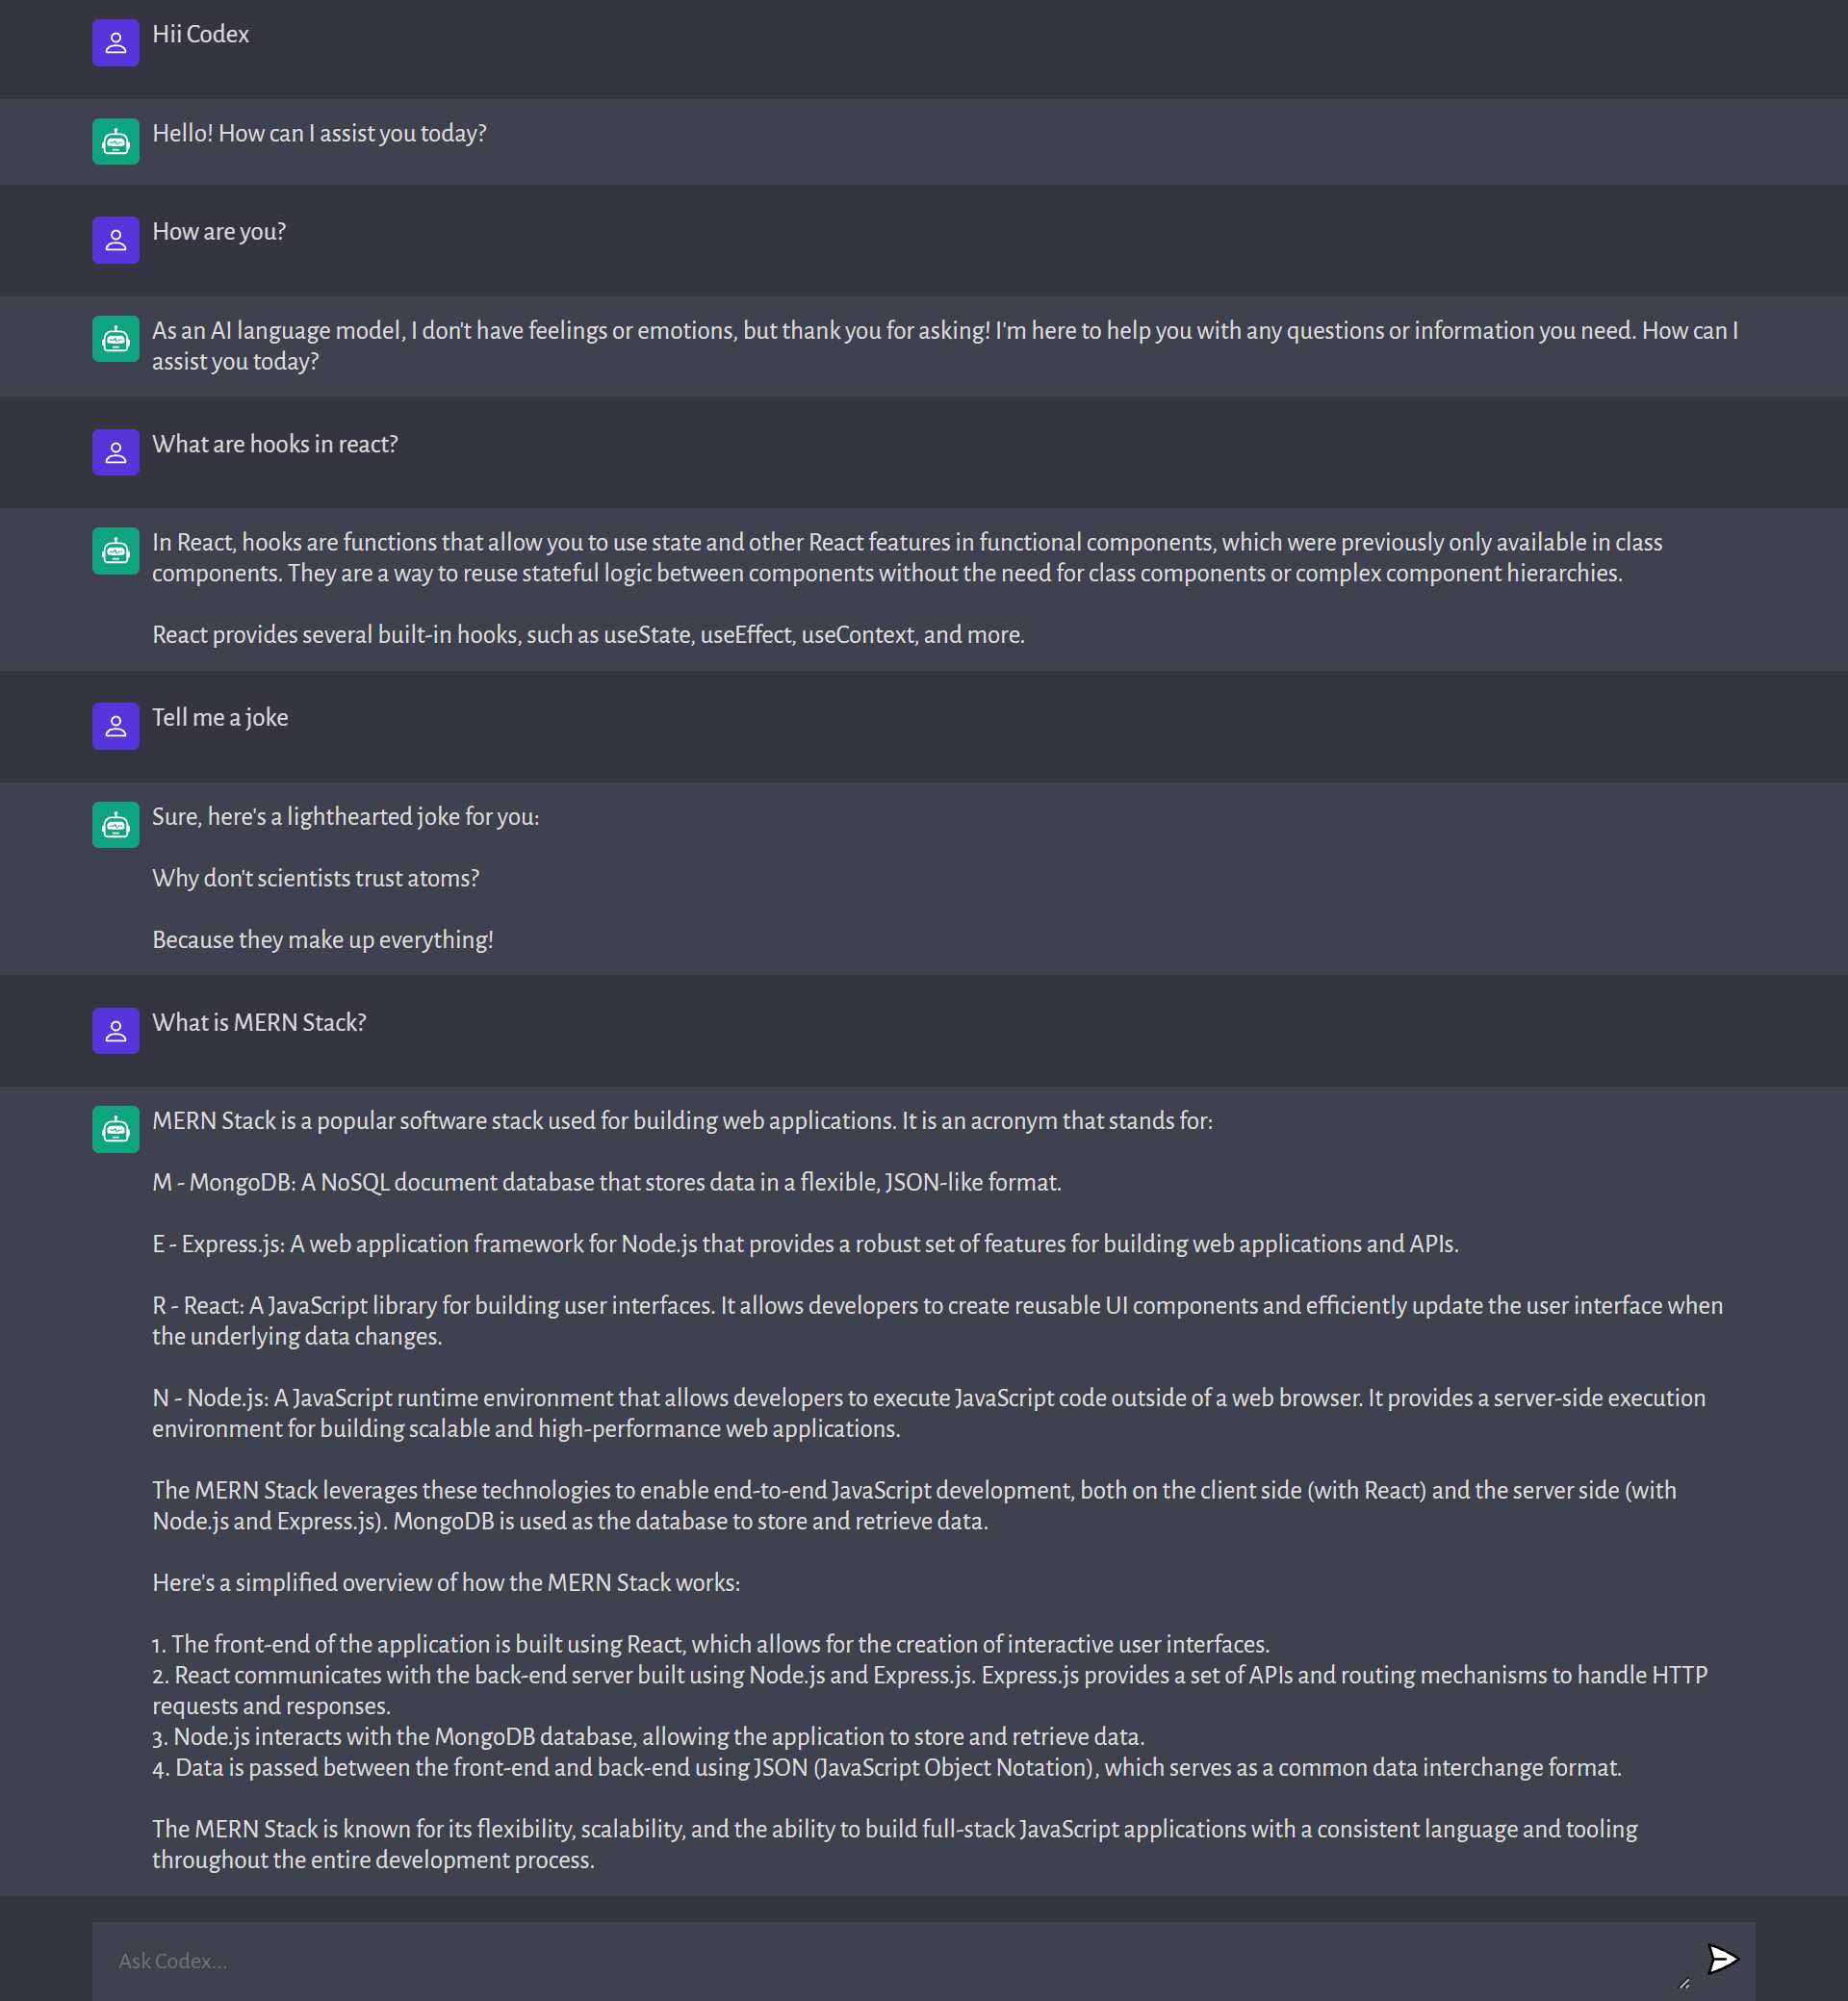 Hii Codex
Hello! How can I assist you today?
How are you?
As an AI language model, I don't have feelings or emotions, but thank you for asking! I'm here to help you with any questions or information you need. How can I
assist you today?
What are hooks in react?
In React, hooks are functions that allow you to use state and other React features in functional components, which were previously only available in class
components. They are a way to reuse stateful logic between components without the need for class components or complex component hierarchies.
React provides several built-in hooks, such as useState, useEffect, useContext, and more.
Tell me a joke
Sure, here's a lighthearted joke for you:
Why don't scientists trust atoms?
Because they make up everything!
What is MERN Stack?
MERN Stack is a popular software stack used for building web applications. It is an acronym that stands for:
M - MongoDB: A NoSQL document database that stores data in a flexible, JSON-like format.
E - Express.js: A web application framework for Node.js that provides a robust set of features for building web applications and APIs.
R - React: A JavaScript library for building user interfaces. It allows developers to create reusable UI components and efficiently update the user interface when
the underlying data changes.
N - Node.js: A JavaScript runtime environment that allows developers to execute JavaScript code outside of a web browser. It provides a server-side execution
environment for building scalable and high-performance web applications.
The MERN Stack leverages these technologies to enable end-to-end JavaScript development, both on the client side (with React) and the server side (with
Node.js and Express.js). MongoDB is used as the database to store and retrieve data.
Here's a simplified overview of how the MERN Stack works:
1. The front-end of the application is built using React, which allows for the creation of interactive user interfaces.
2. React communicates with the back-end server built using Node.js and Express.js. Express.js provides a set of APIs and routing mechanisms to handle HTTP
requests and responses.
3. Node.js interacts with the MongoDB database, allowing the application to store and retrieve data.
4. Data is passed between the front-end and back-end using JSON (JavaScript Object Notation), which serves as a common data interchange format.
The MERN Stack is known for its flexibility, scalability, and the ability to build full-stack JavaScript applications with a consistent language and tooling
throughout the entire development process.
Ask Codex...